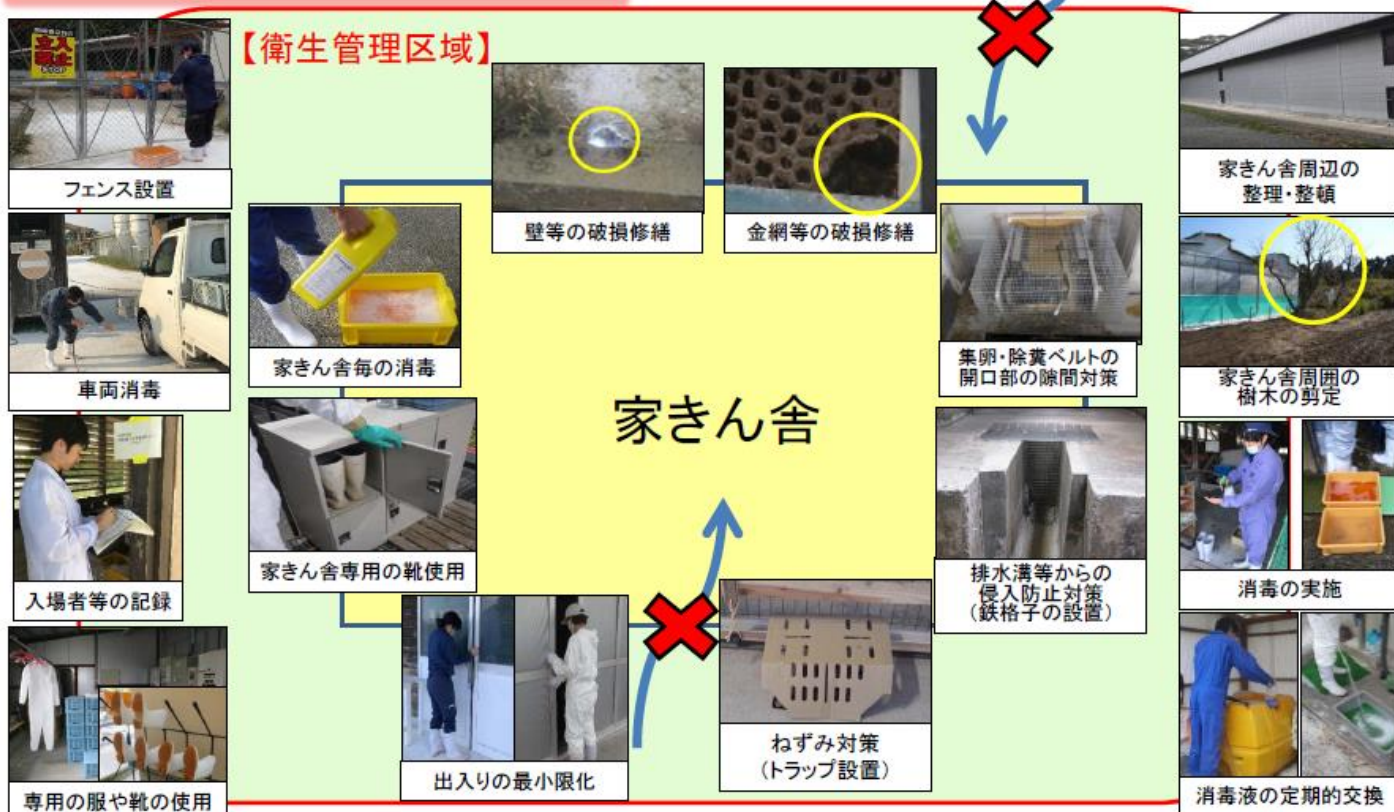 【衛生管理区域】
立入
禁止
フェンス設置
車両消毒
入場者等の記録
専用の服や靴の使用
壁等の破損修繕
金網等の破損修繕
家きん舎毎の消毒
家きん舎専用の靴使用
家きん舎
集卵・除糞ベルトの
開口部の隙間対策
排水溝等からの
侵入防止対策
（鉄格子の設置）
出入りの最小限化
ねずみ対策
（トラップ設置）
家きん舎周辺の
整理・整頓
家きん舎周囲の
樹木の剪定
消毒の実施
消毒液の定期的交換